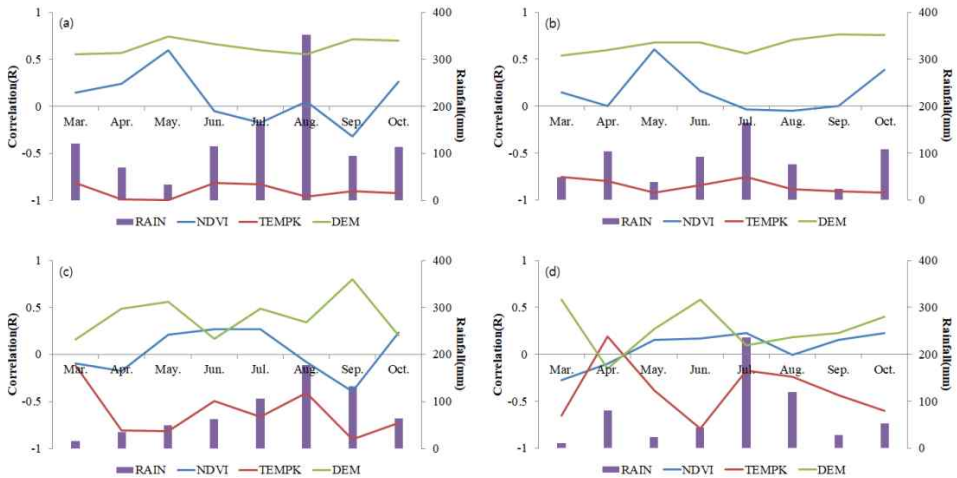 (a)
Correlation(R)
1
0.5
0
-0.5
-1
Mar. Apr. May. Jun. Jul. Aug. Sep. Oct.
400
300
200
100
0
Rainfall(mm)
RAIN NDVI TEMPK DEM
(b)
Correlation(R)
1
0.5
0
-0.5
-1
Mar. Apr. May. Jun. Jul. Aug. Sep. Oct.
400
300
200
100
0
Rainfall(mm)
RAIN NDVI TEMPK DEM
(c)
Correlation(R)
1
0.5
0
-0.5
-1
Mar. Apr. May. Jun. Jul. Aug. Sep. Oct.
400
300
200
100
0
Rainfall(mm)
RAIN NDVI TEMPK DEM
(d)
Correlation(R)
1
0.5
0
-0.5
-1
Mar. Apr. May. Jun. Jul. Aug. Sep. Oct.
400
300
200
100
0
Rainfall(mm)
RAIN NDVI TEMPK DEM